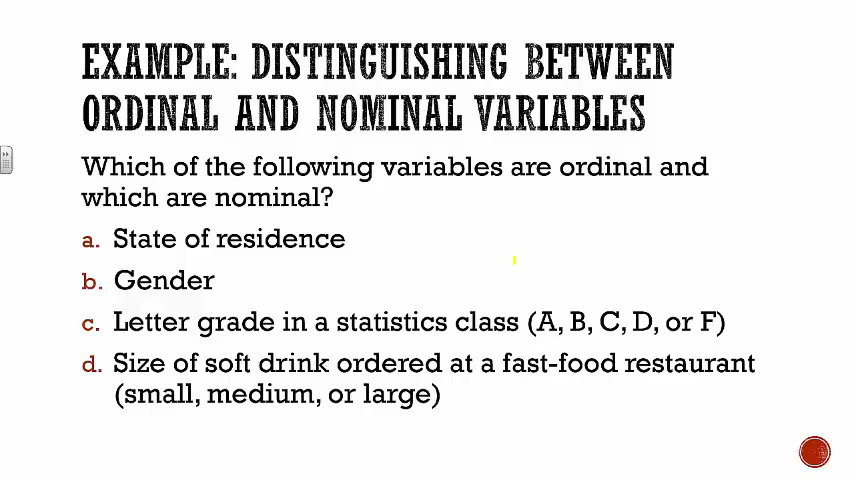 EXAMPLE: DISTINGUISHING BETWEEN
ORDINAL AND NOMINAL VARIABLES
Which of the following variables are ordinal and
which are nominal?
a. State of residence
b. Gender
c. Letter grade in a statistics class (A, B, C, D, or F)
d. Size of soft drink ordered at a fast-food restaurant
(small, medium, or large)